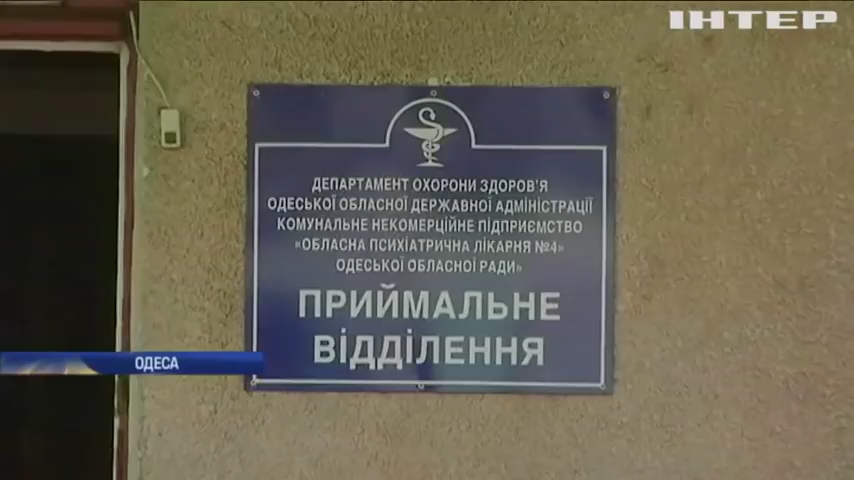 ІНТЕР
ДЕПАРТАМЕНТ ОХОРОНИ ЗДОРОВ'Я
ОДЕСЬКОЇ ОБЛАСНОЇ ДЕРЖАВНОЇ АДМІНІСТРАЦІЇ
КОМУНАЛЬНЕ НЕКОМЕРЦІЙНЕ ПІДПРИЄМСТВО
«ОБЛАСНА ПСИХІАТРИЧНА ЛІКАРНЯ №4»
ОДЕСЬКОЇ ОБЛАСНОЇ РАДИ»
ПРИЙМАЛЬНЕ
ВІДДІЛЕННЯ
ОДЕСА